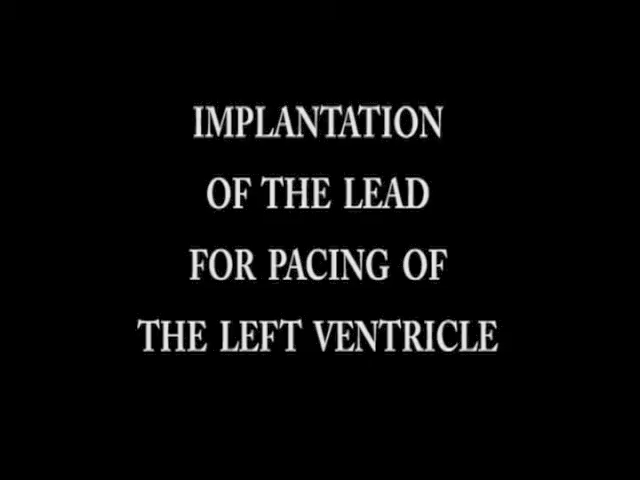 IMPLANTATION
OF THE LEAD
FOR PACING OF
THE LEFT VENTRICLE